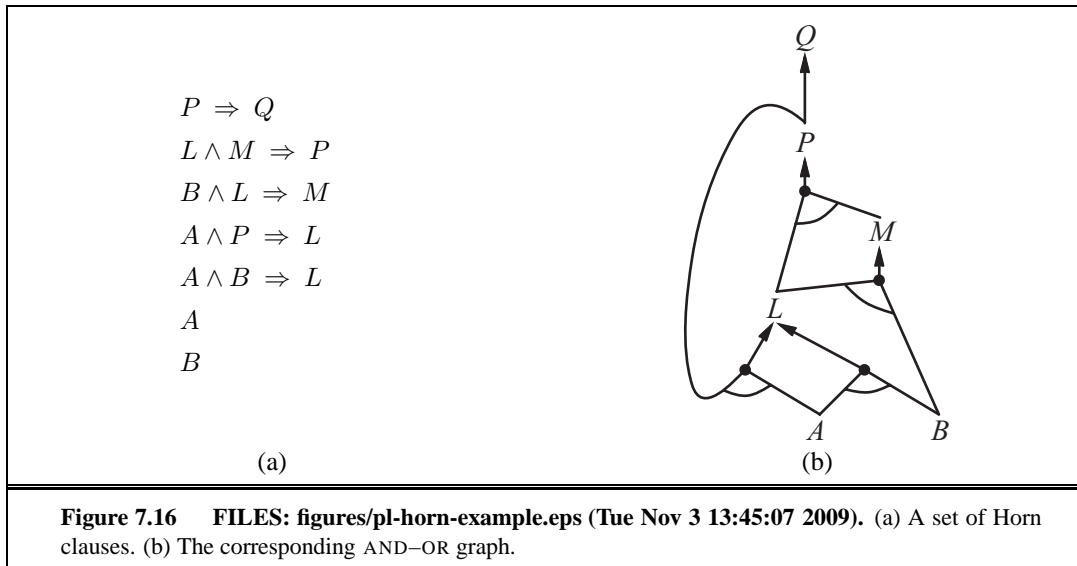 P ⇒ Q
L ∧ M ⇒ P
B ∧ L ⇒ M
A ∧ P ⇒ L
A ∧ B ⇒ L
A
B
(a)
Q
P
M
L
A
B
(b)
Figure 7.16 FILES: figures/pl-horn-example.eps (Tue Nov 3 13:45:07 2009). (a) A set of Horn
clauses. (b) The corresponding AND–OR graph.